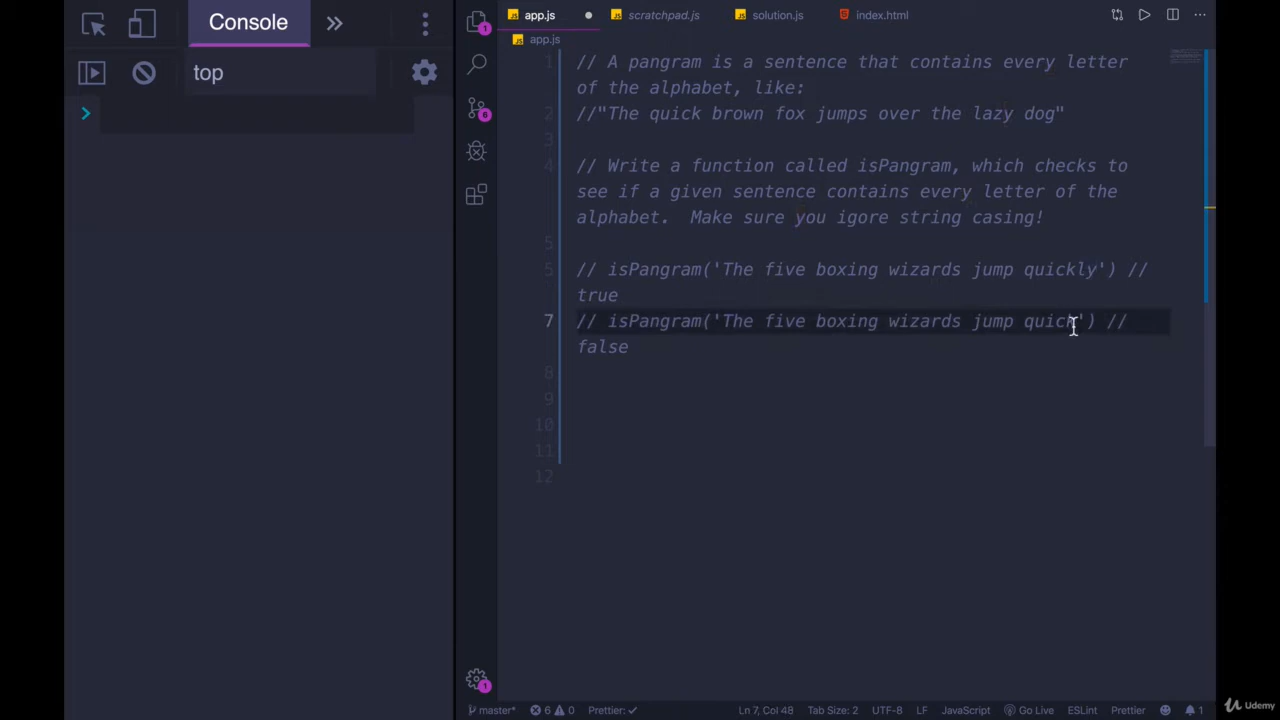 Console
top
app.js
scratchpad.js
solution.js
index.html
app.js
1 // A pangram is a sentence that contains every letter
of the alphabet, like:
2 //"The quick brown fox jumps over the lazy dog"
3
4 // Write a function called isPangram, which checks to
see if a given sentence contains every letter of the
alphabet. Make sure you igore string casing!
5
5 // isPangram('The five boxing wizards jump quickly') //
true
7 // isPangram('The five boxing wizards jump quick') //
false
8
9
10
11
12
1
6
1
master* 6 0 Prettier: ✓ Ln 7, Col 48 Tab Size: 2 UTF-8 LF JavaScript Go Live ESLint Prettier 1
Udemy